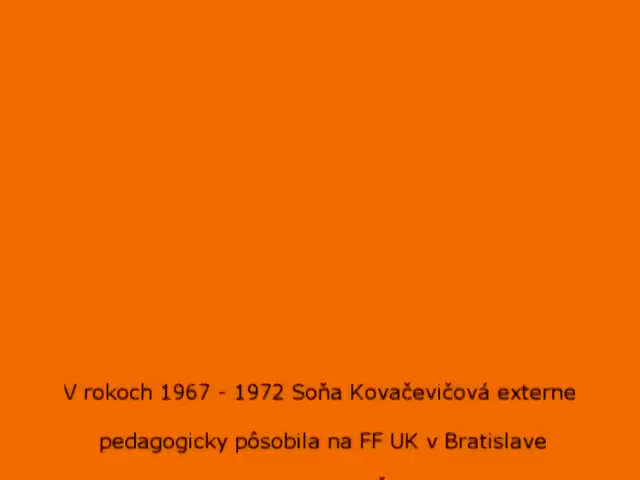 V rokoch 1967 - 1972 Soňa Kovačevičová externe
pedagogicky pôsobila na FF UK v Bratislave